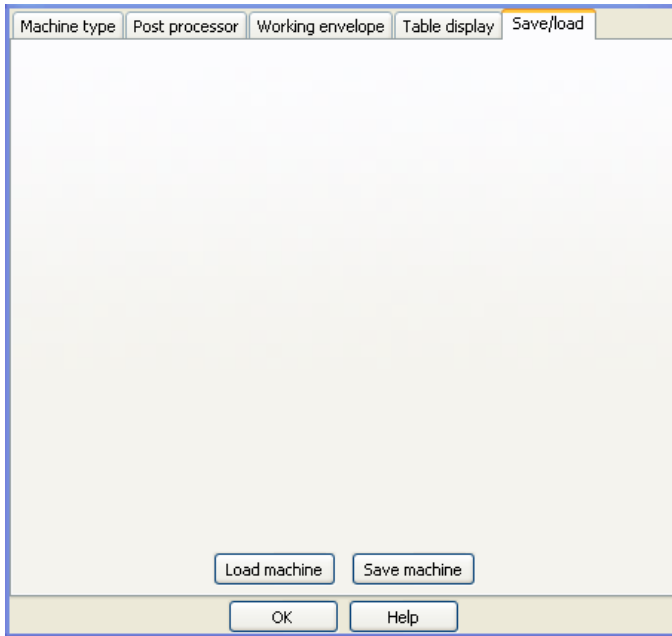 Machine type Post processor Working envelope Table display Save/load
Load machine Save machine
OK Help